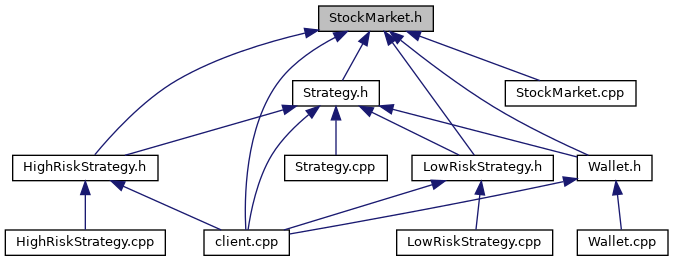 StockMarket.h
Strategy.h
StockMarket.cpp
HighRiskStrategy.h
Strategy.cpp
LowRiskStrategy.h
Wallet.h
HighRiskStrategy.cpp
client.cpp
LowRiskStrategy.cpp
Wallet.cpp